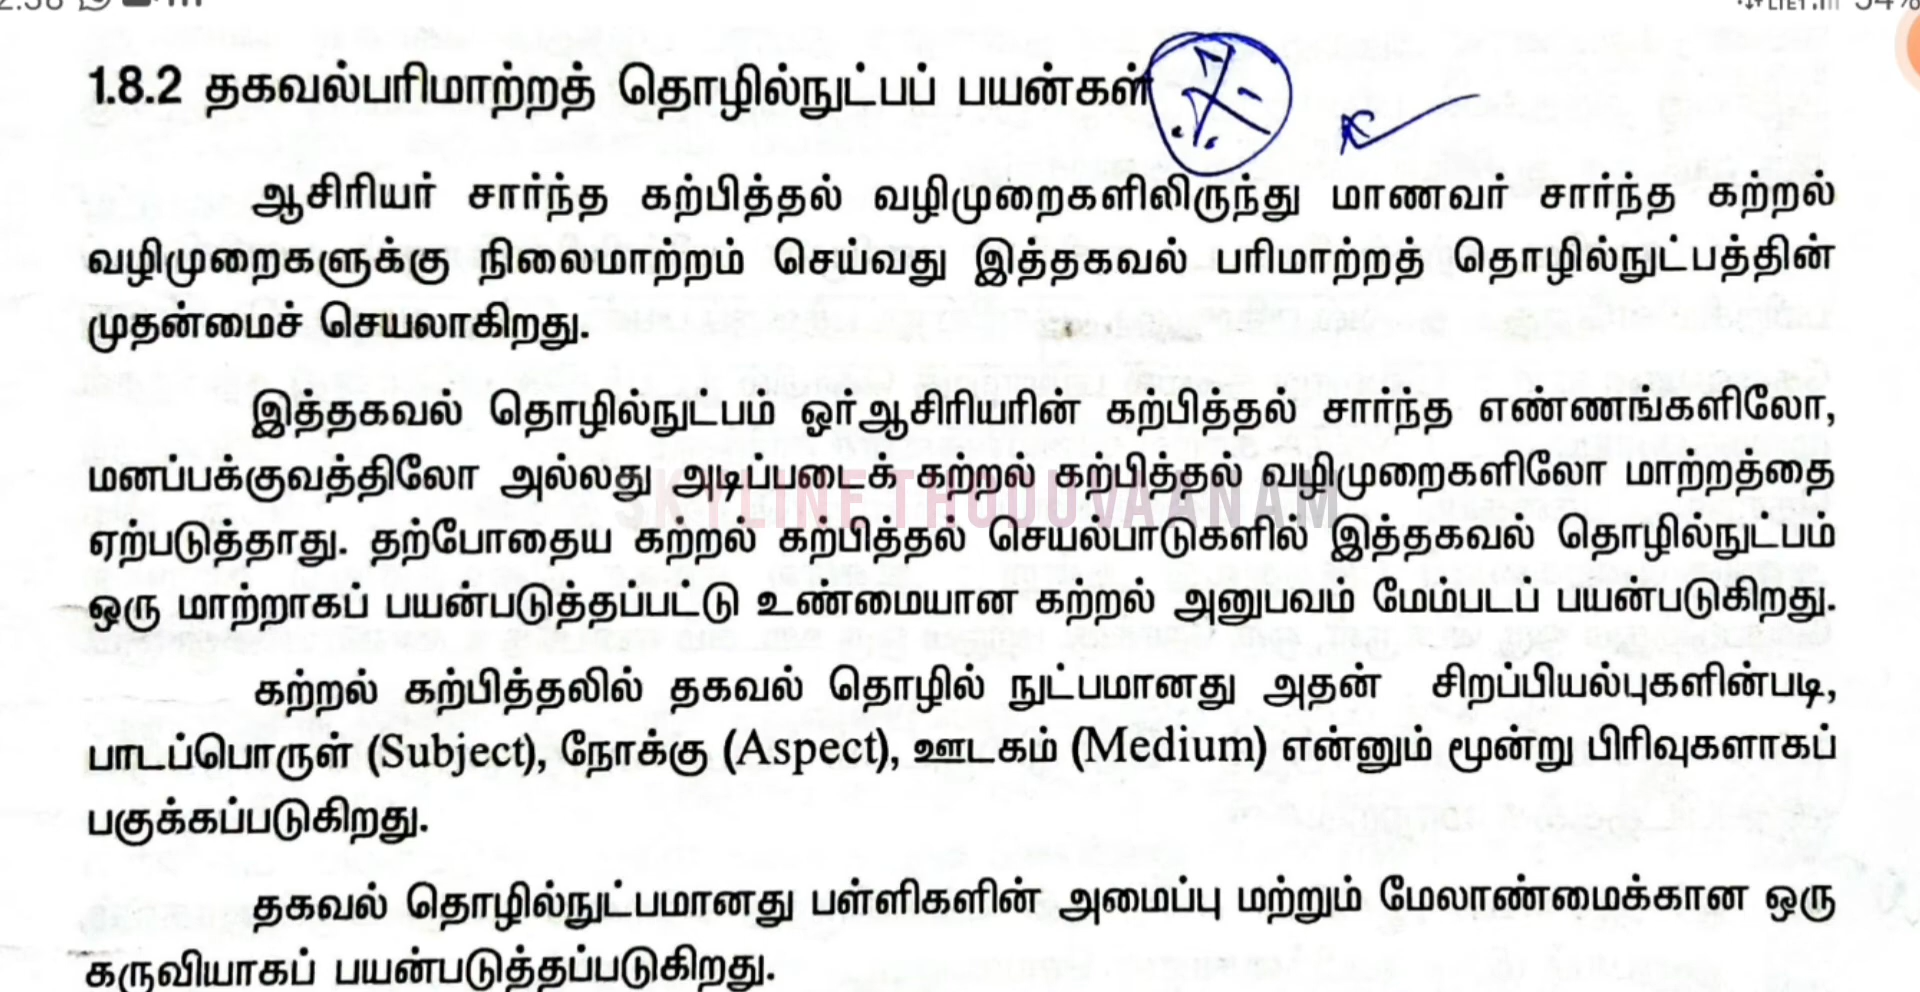 1.8.2 தகவல்பரிமாற்றத் தொழில்நுட்பப் பயன்கள்
ஆசிரியர் சார்ந்த கற்பித்தல் வழிமுறைகளிலிருந்து மாணவர் சார்ந்த கற்றல்
வழிமுறைகளுக்கு நிலைமாற்றம் செய்வது இத்தகவல் பரிமாற்றத் தொழில்நுட்பத்தின்
முதன்மைச் செயலாகிறது.
இத்தகவல் தொழில்நுட்பம் ஓர்ஆசிரியரின் கற்பித்தல் சார்ந்த எண்ணங்களிலோ,
மனப்பக்குவத்திலோ அல்லது அடிப்படைக் கற்றல் கற்பித்தல் வழிமுறைகளிலோ மாற்றத்தை
SKYLINE THODUVAANAM
ஏற்படுத்தாது. தற்போதைய கற்றல் கற்பித்தல் செயல்பாடுகளில் இத்தகவல் தொழில்நுட்பம்
ஒரு மாற்றாகப் பயன்படுத்தப்பட்டு உண்மையான கற்றல் அனுபவம் மேம்படப் பயன்படுகிறது.
கற்றல் கற்பித்தலில் தகவல் தொழில் நுட்பமானது அதன் சிறப்பியல்புகளின்படி,
பாடப்பொருள் (Subject), நோக்கு (Aspect), ஊடகம் (Medium) என்னும் மூன்று பிரிவுகளாகப்
பகுக்கப்படுகிறது.
தகவல் தொழில்நுட்பமானது பள்ளிகளின் அமைப்பு மற்றும் மேலாண்மைக்கான ஒரு
கருவியாகப் பயன்படுத்தப்படுகிறது.